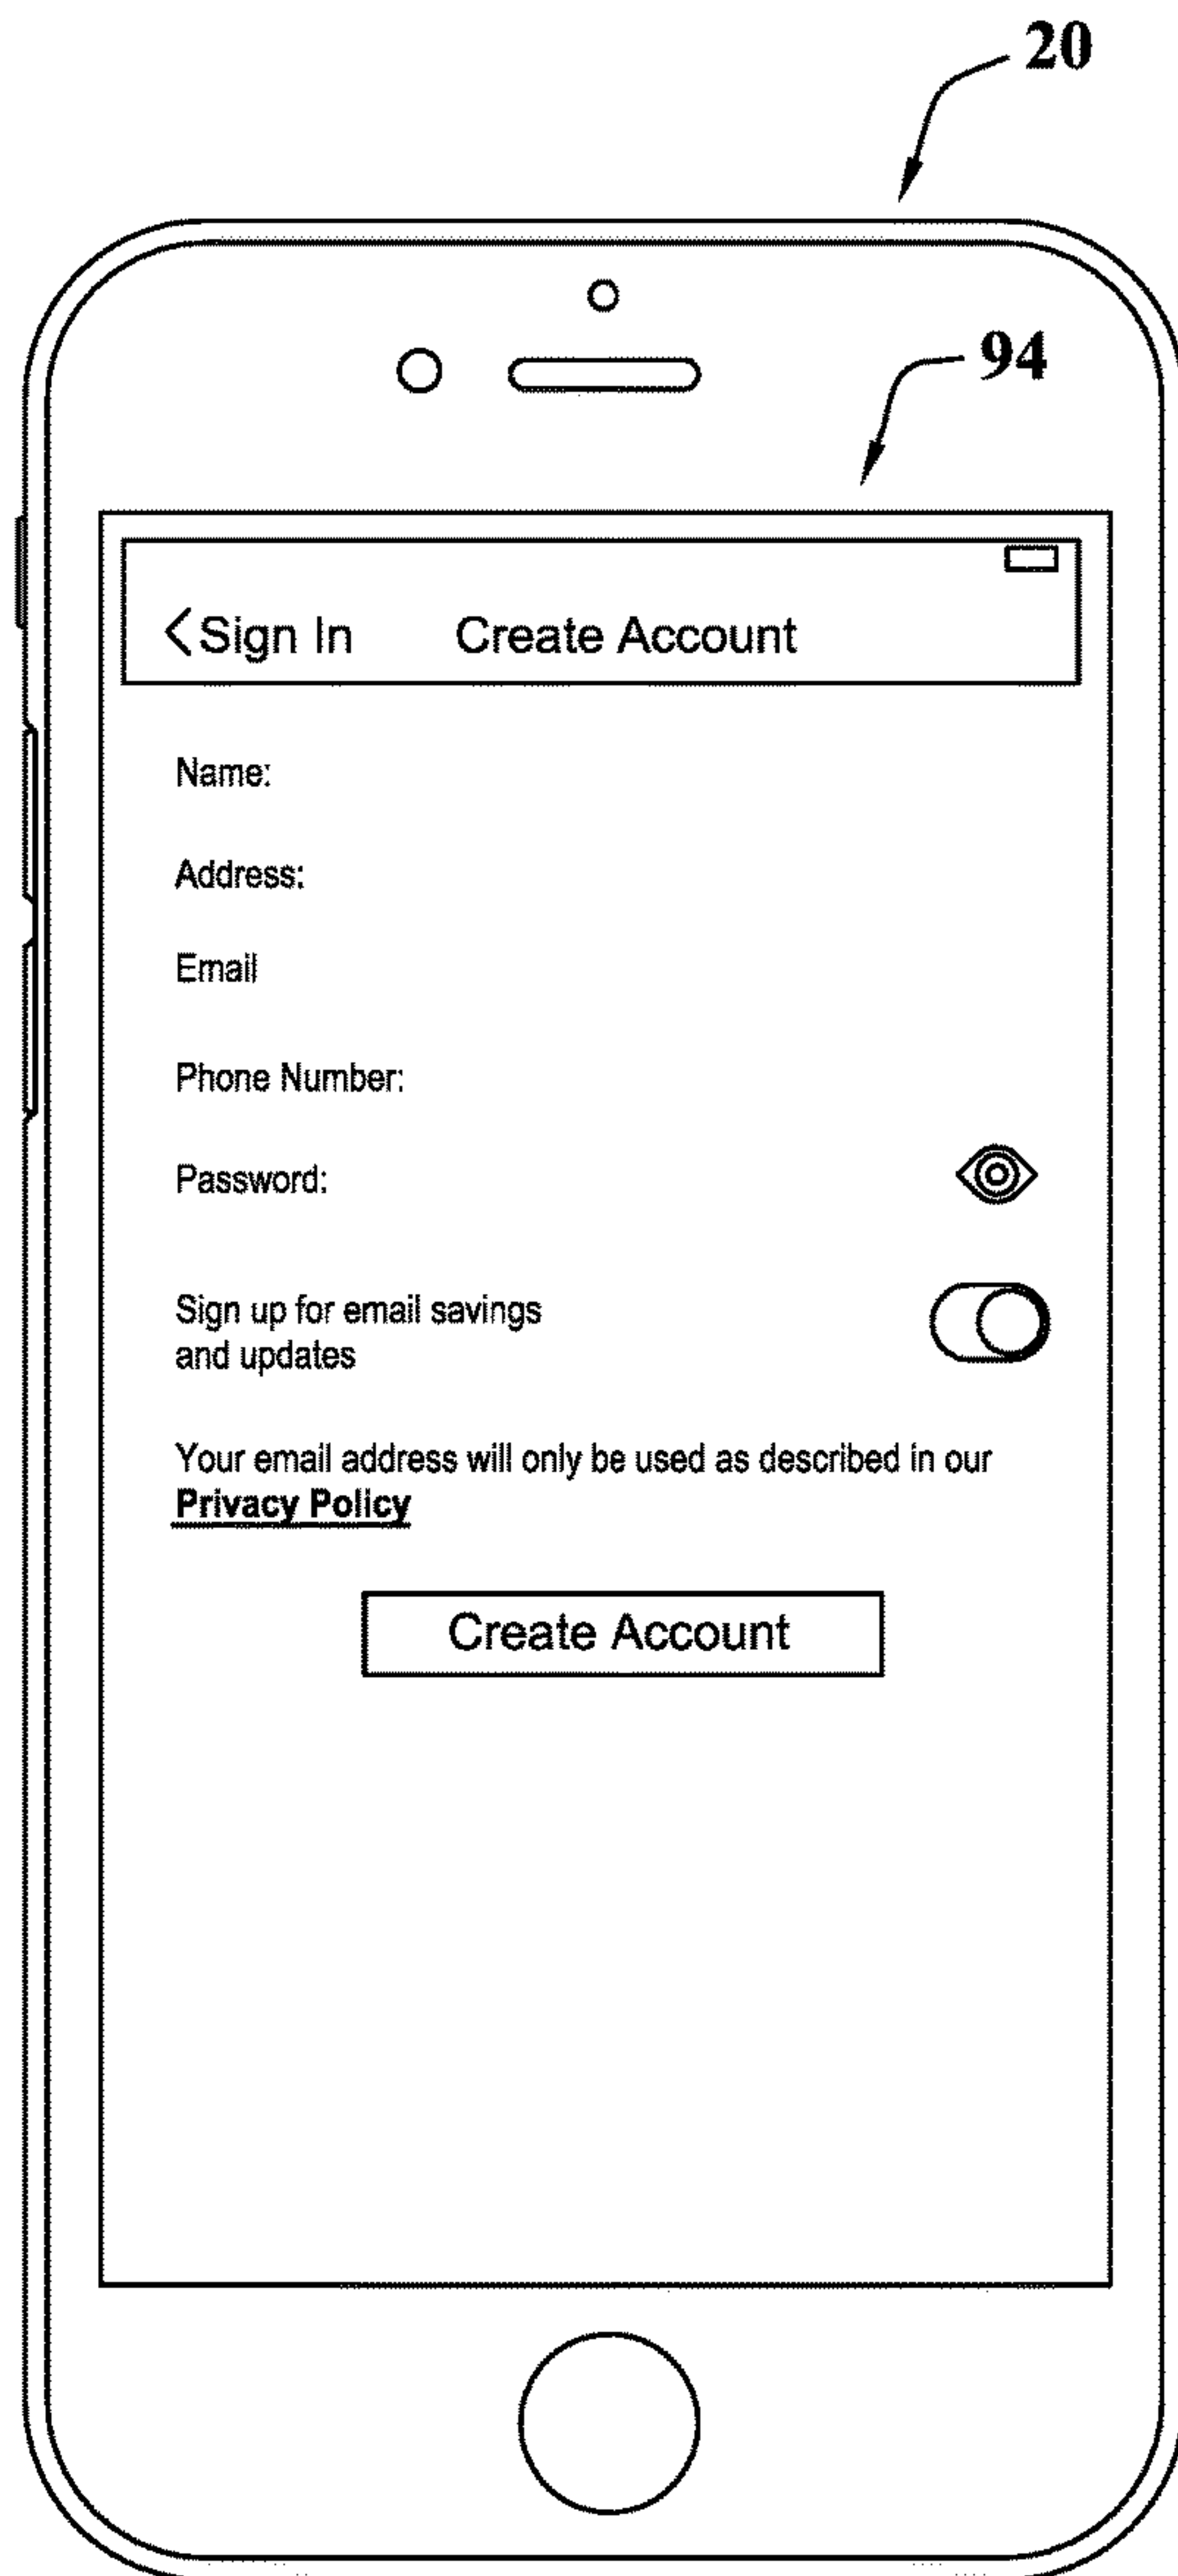 20
94
<Sign In Create Account
Name:
Address:
Email
Phone Number:
Password:
Sign up for email savings
and updates
Your email address will only be used as described in our
Privacy Policy
Create Account